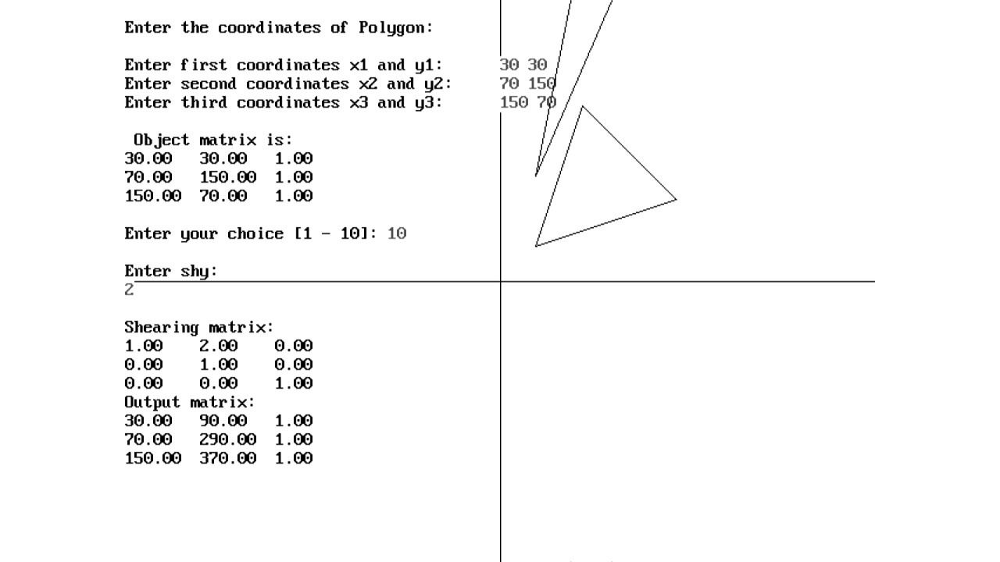 Enter the coordinates of Polygon:
Enter first coordinates x1 and y1: 30 30
Enter second coordinates x2 and y2: 70 150
Enter third coordinates x3 and y3: 150 70
Object matrix is:
30.00 30.00 1.00
70.00 150.00 1.00
150.00 70.00 1.00
Enter your choice [1 - 10]: 10
Enter shy:
2
Shearing matrix:
1.00 2.00 0.00
0.00 1.00 0.00
0.00 0.00 1.00
Output matrix:
30.00 90.00 1.00
70.00 290.00 1.00
150.00 370.00 1.00